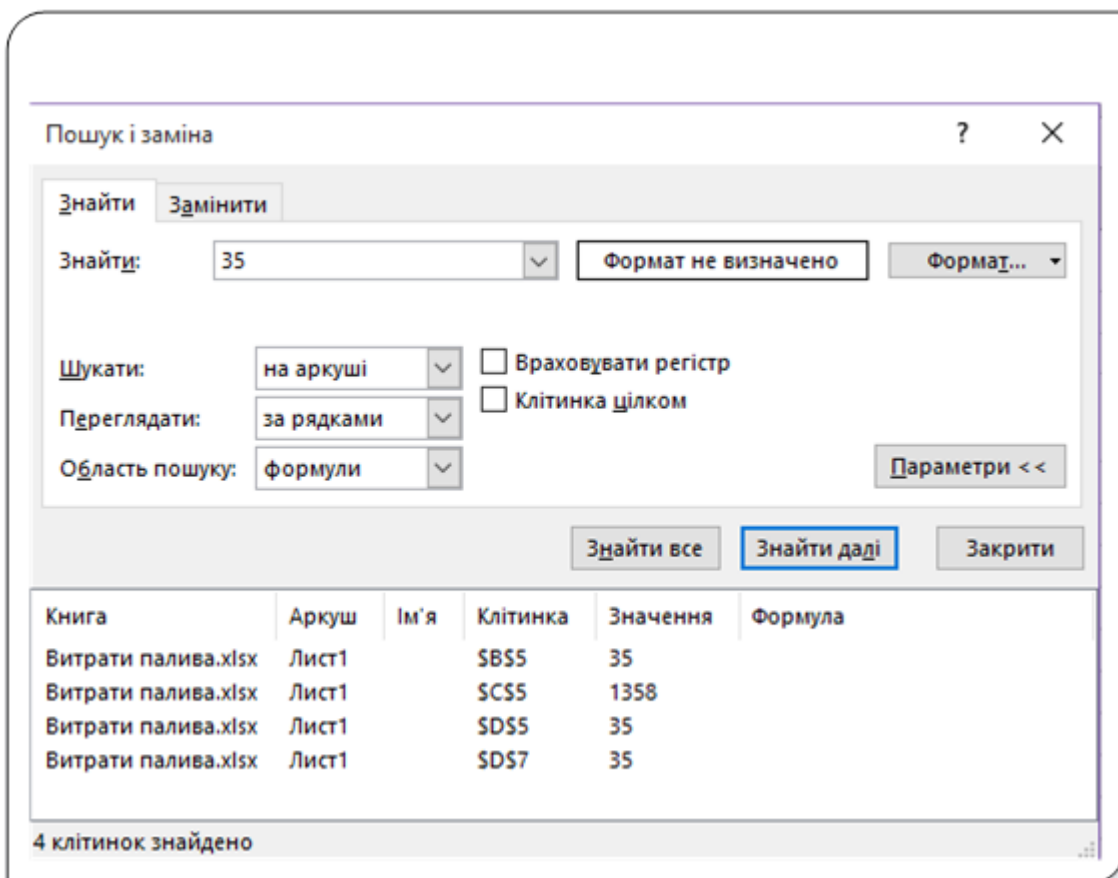 Пошук і заміна ?
Знайти Замінити
Знайти: 35 Формат не визначено Формат...
Шукати: на аркуші Враховувати регістр
Переглядати: за рядками Клітинка цілком
Область пошуку: формули Параметри <<
Знайти все Знайти далі Закрити
Книга Аркуш Ім'я Клітинка Значення Формула
Витрати палива.xlsx Лист1 $B$5 35
Витрати палива.xlsx Лист1 $C$5 1358
Витрати палива.xlsx Лист1 $D$5 35
Витрати палива.xlsx Лист1 $D$7 35
4 клітинок знайдено